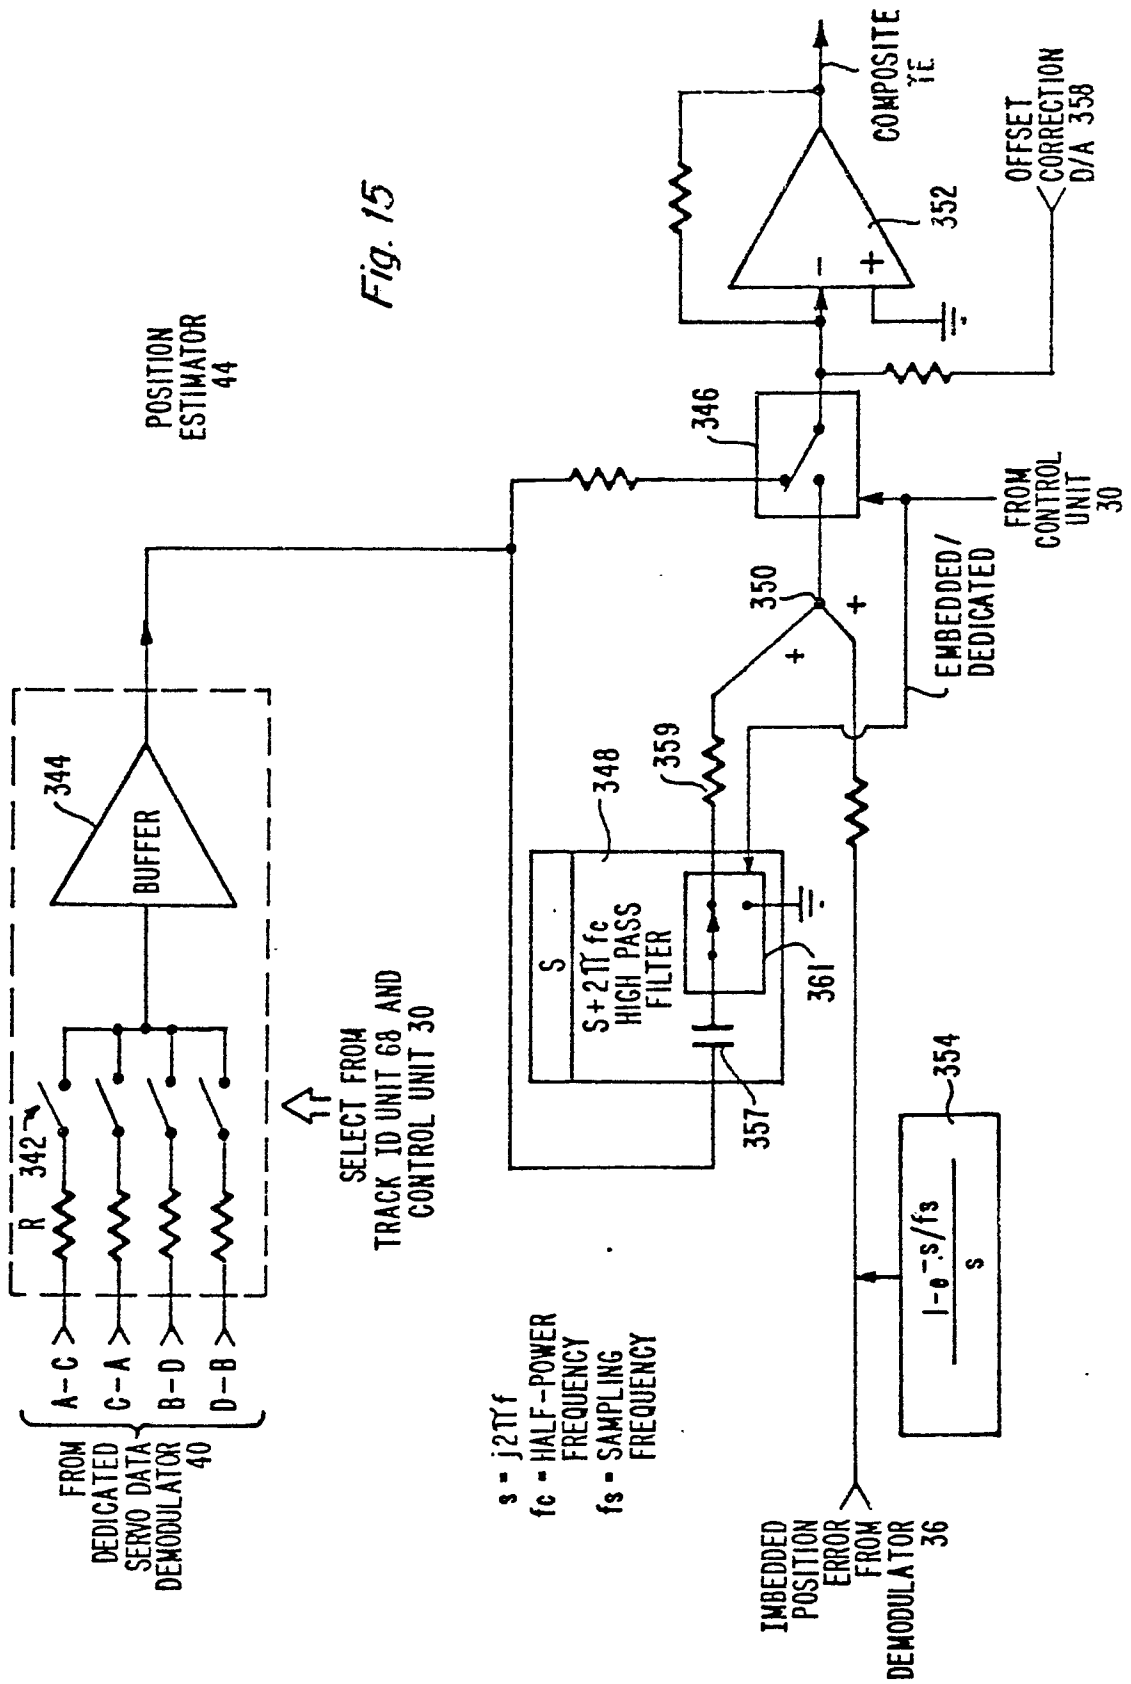 POSITION
ESTIMATOR
44
Fig. 15
FROM
DEDICATED
SERVO DATA
DEMODULATOR
40
A-C
C-A
B-D
D-B
R
342
BUFFER
344
SELECT FROM
TRACK ID UNIT 68 AND
CONTROL UNIT 30
s = j2πf
fc = HALF-POWER
FREQUENCY
fs = SAMPLING
FREQUENCY
S
S+2πfc
HIGH PASS
FILTER
348
357
361
359
350
+
+
346
EMBEDDED/
DEDICATED
FROM
CONTROL
UNIT
30
-
+
352
COMPOSITE
OFFSET
CORRECTION
D/A 358
IMBEDDED
POSITION
ERROR
FROM
DEMODULATOR
36
354
1-e-s/fs
s